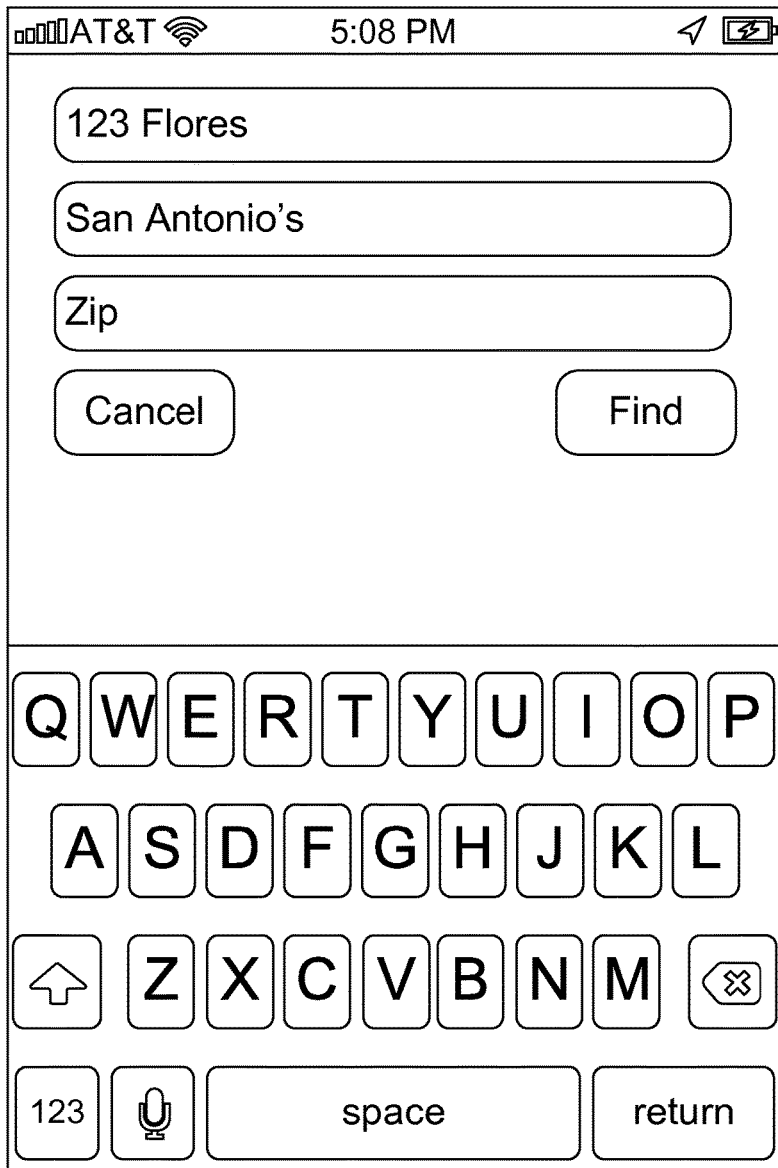 AT&T 5:08 PM
123 Flores
San Antonio’s
Zip
Cancel Find
Q W E R T Y U I O P
A S D F G H J K L
Z X C V B N M
123 space return